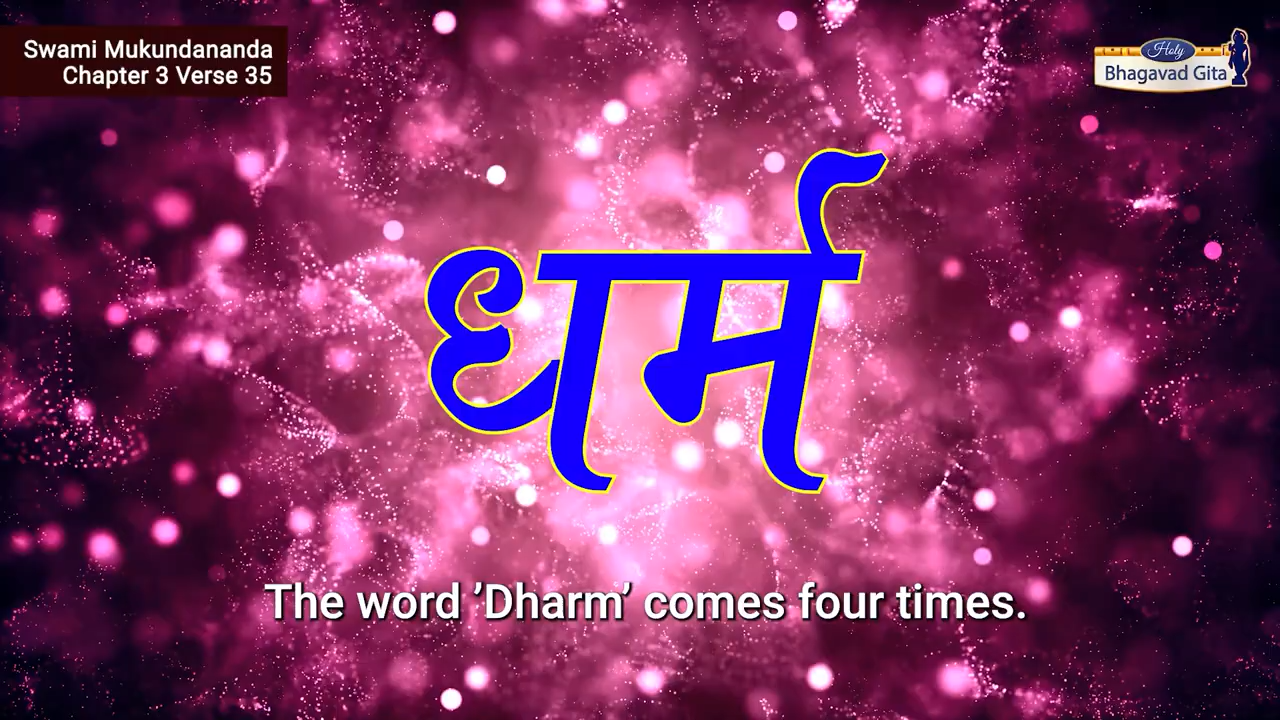 Swami Mukundananda
Chapter 3 Verse 35
Holy
Bhagavad Gita
धर्म
The word ’Dharm’ comes four times.